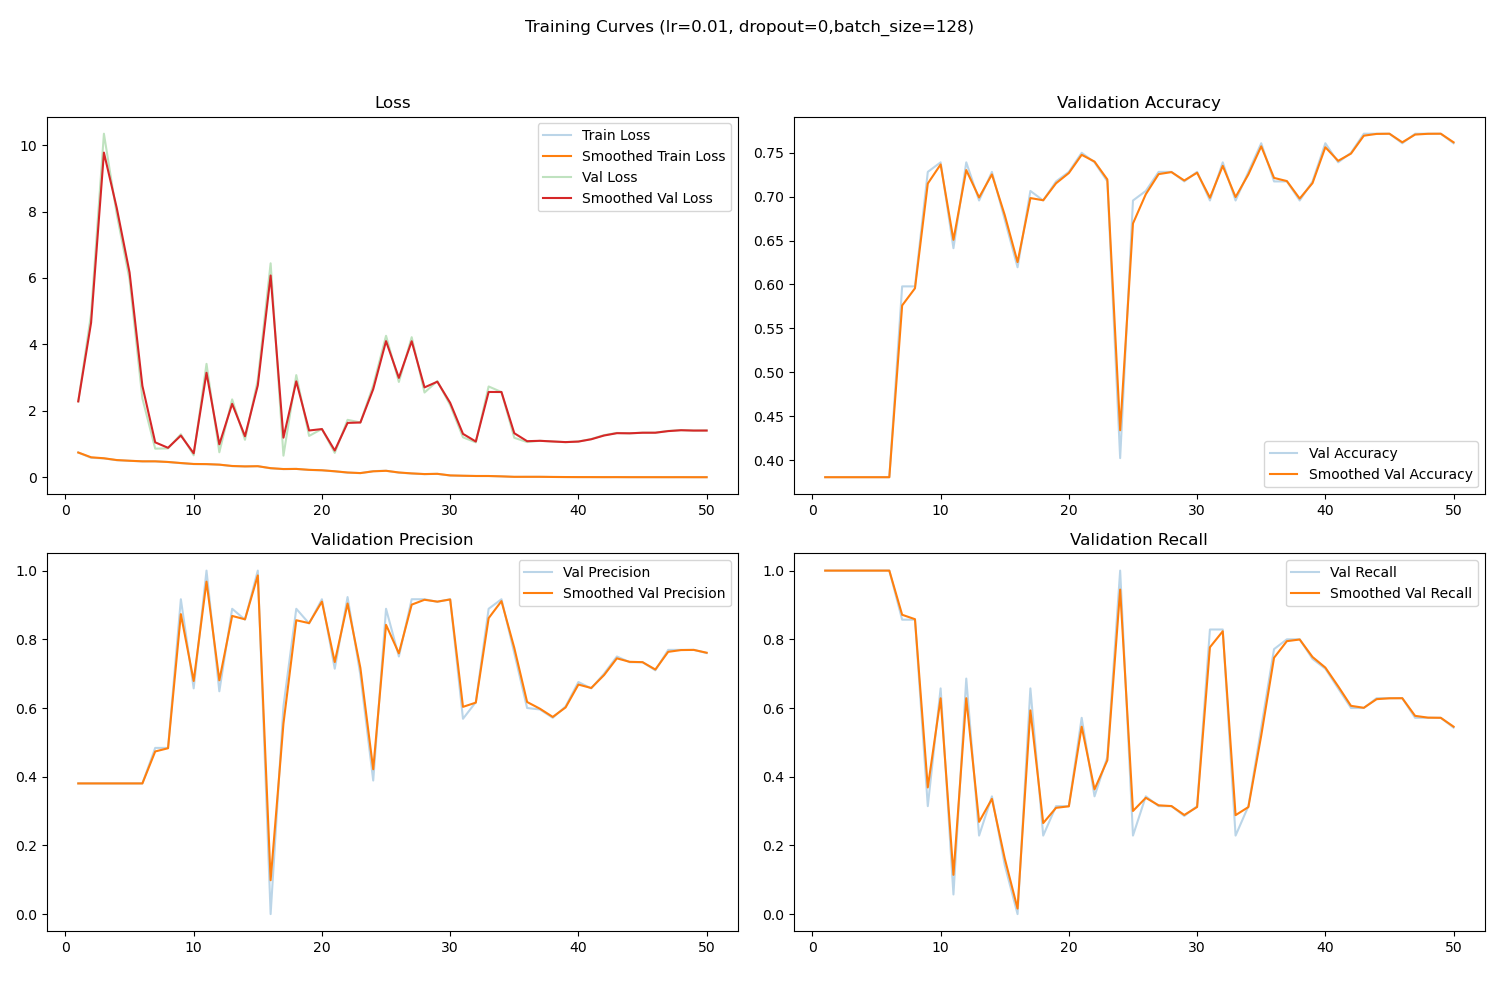 Training Curves (lr=0.01, dropout=0,batch_size=128)
Loss
Train Loss
Smoothed Train Loss
Val Loss
Smoothed Val Loss
10
8
6
4
2
0
0 10 20 30 40 50
Validation Accuracy
0.75
0.70
0.65
0.60
0.55
0.50
0.45
0.40
Val Accuracy
Smoothed Val Accuracy
0 10 20 30 40 50
Validation Precision
Val Precision
Smoothed Val Precision
1.0
0.8
0.6
0.4
0.2
0.0
0 10 20 30 40 50
Validation Recall
Val Recall
Smoothed Val Recall
1.0
0.8
0.6
0.4
0.2
0.0
0 10 20 30 40 50